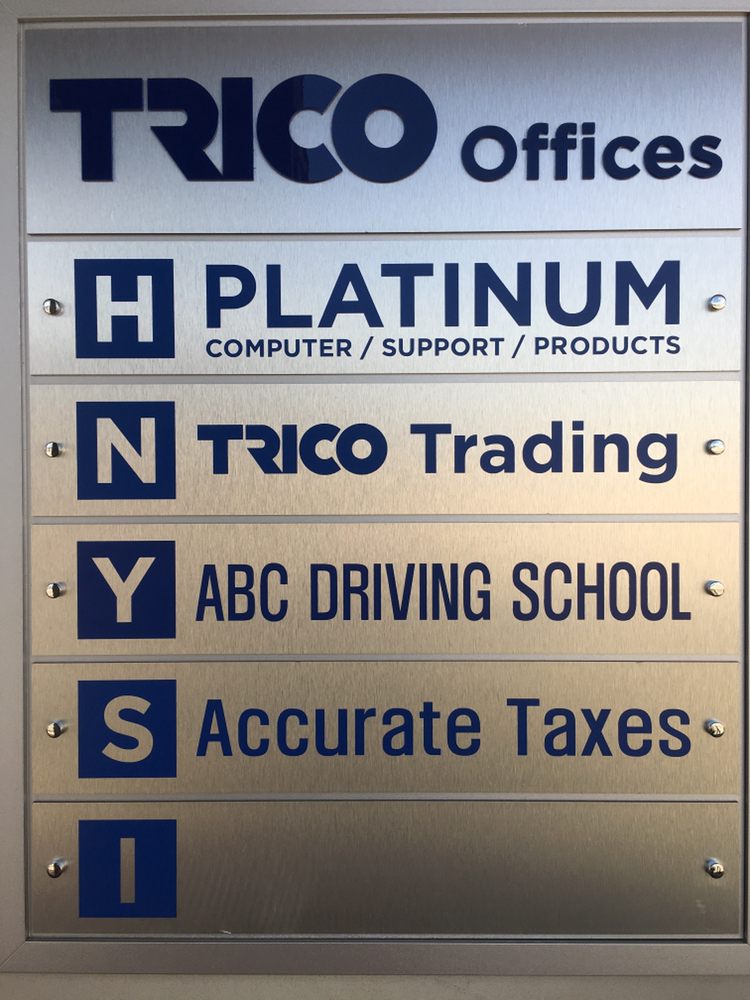 TRICO Offices
H PLATINUM
COMPUTER / SUPPORT / PRODUCTS
N TRICO Trading
Y ABC DRIVING SCHOOL
S Accurate Taxes
I